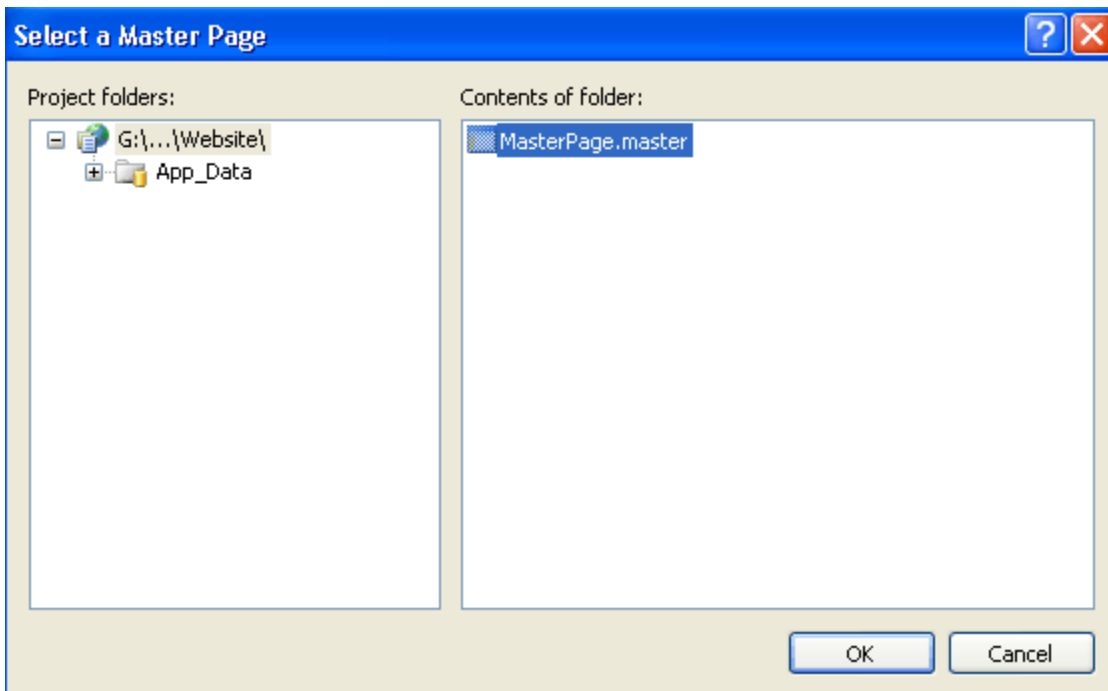 Select a Master Page
Project folders:
Contents of folder:
G:\...\Website\
App_Data
MasterPage.master
OK
Cancel